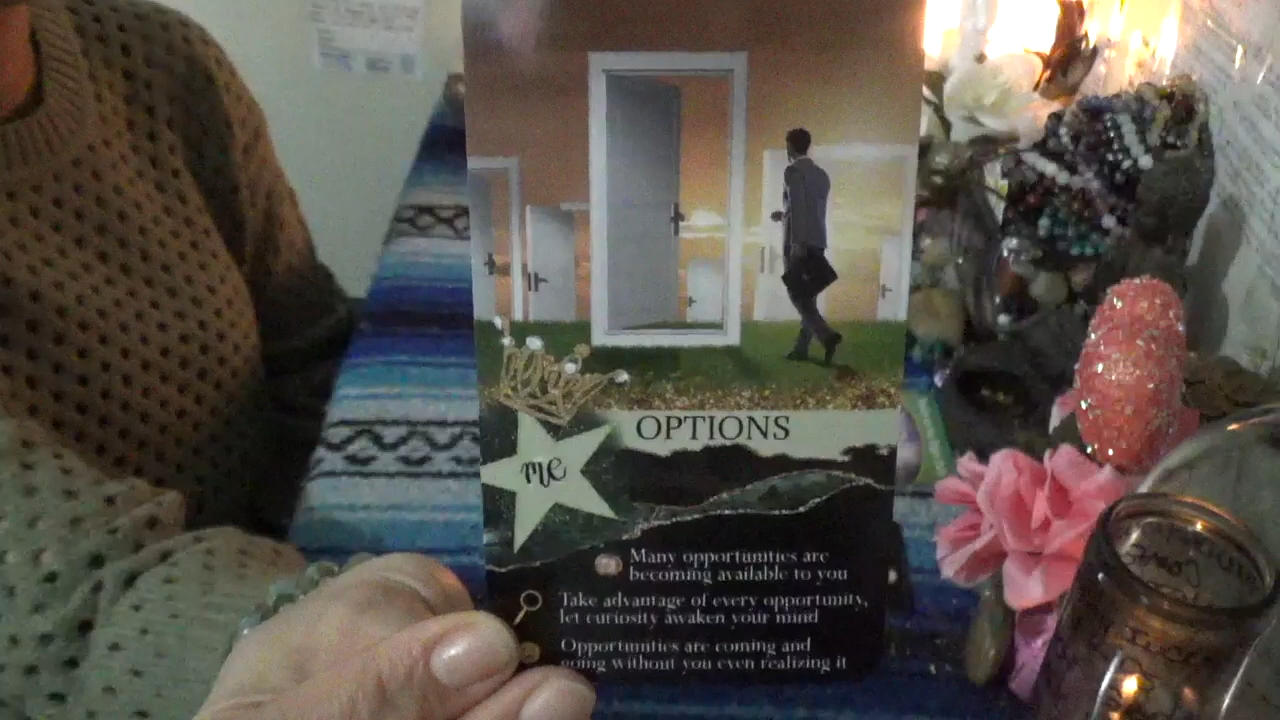 OPTIONS
me
Many opportunities are
becoming available to you
Take advantage of every opportunity,
let curiosity awaken your mind
Opportunities are coming and
going without you even realizing it